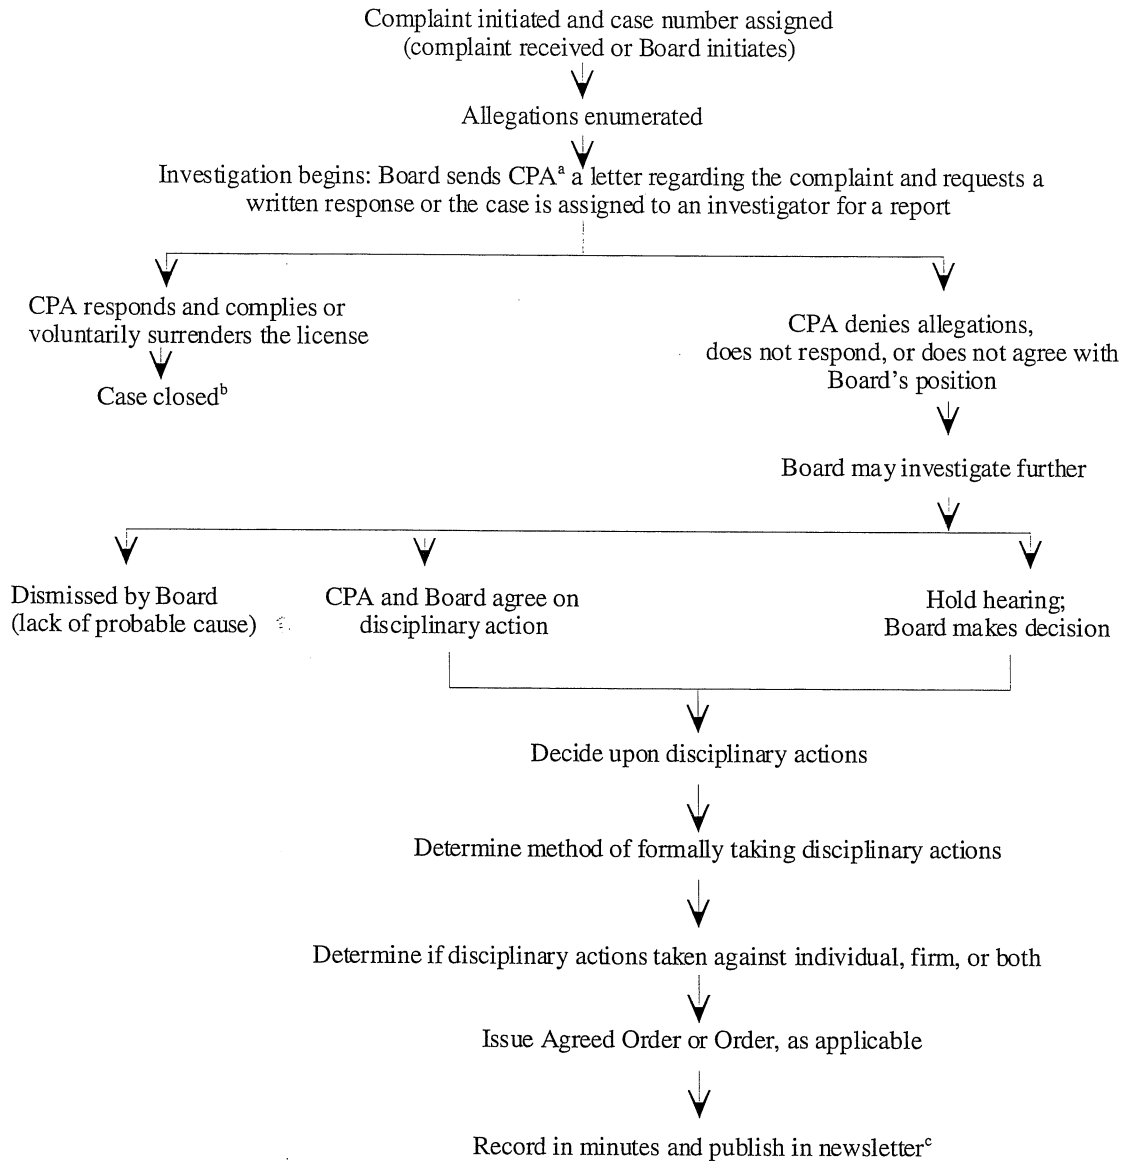 Complaint initiated and case number assigned
(complaint received or Board initiates)
Allegations enumerated
Investigation begins: Board sends CPAᵃ a letter regarding the complaint and requests a
written response or the case is assigned to an investigator for a report
CPA responds and complies or
voluntarily surrenders the license
Case closedᵇ
CPA denies allegations,
does not respond, or does not agree with
Board's position
Board may investigate further
Dismissed by Board
(lack of probable cause)
CPA and Board agree on
disciplinary action
Hold hearing;
Board makes decision
Decide upon disciplinary actions
Determine method of formally taking disciplinary actions
Determine if disciplinary actions taken against individual, firm, or both
Issue Agreed Order or Order, as applicable
Record in minutes and publish in newsletterᶜ